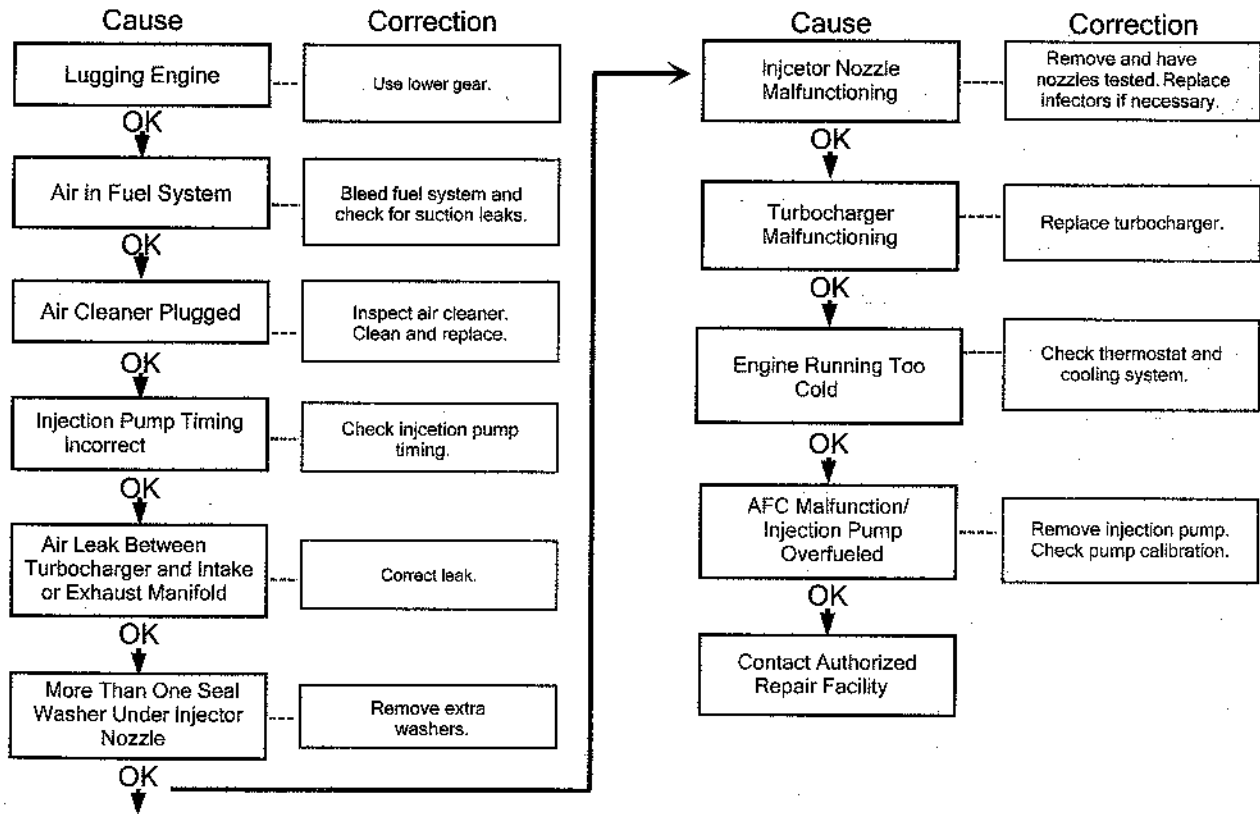 Cause
Correction
Lugging Engine
Use lower gear.
OK
Air in Fuel System
Bleed fuel system and
check for suction leaks.
OK
Air Cleaner Plugged
Inspect air cleaner.
Clean and replace.
OK
Injection Pump Timing
Incorrect
Check injcetion pump
timing.
OK
Air Leak Between
Turbocharger and Intake
or Exhaust Manifold
Correct leak.
OK
More Than One Seal
Washer Under Injector
Nozzle
Remove extra
washers.
OK
Cause
Correction
Injcetor Nozzle
Malfunctioning
Remove and have
nozzles tested. Replace
infectors if necessary.
OK
Turbocharger
Malfunctioning
Replace turbocharger.
OK
Engine Running Too
Cold
Check thermostat and
cooling system.
OK
AFC Malfunction/
Injection Pump
Overfueled
Remove injection pump.
Check pump calibration.
OK
Contact Authorized
Repair Facility